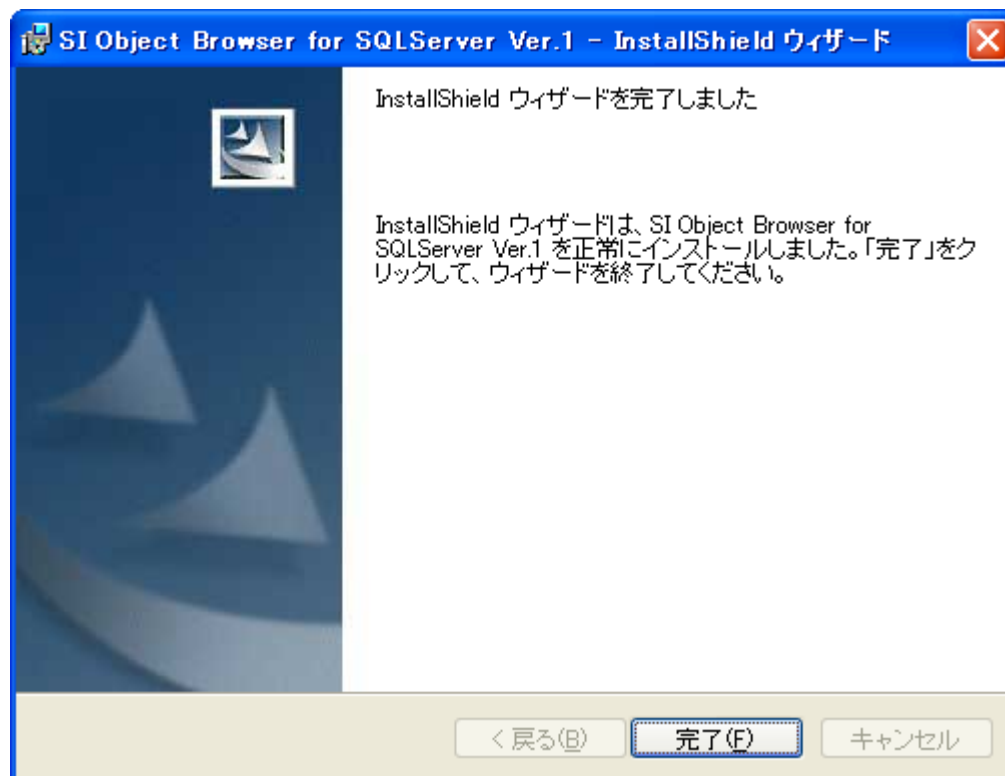 SI Object Browser for SQLServer Ver.1 - InstallShield ウィザード
InstallShield ウィザードを完了しました
InstallShield ウィザードは、SI Object Browser for
SQLServer Ver.1 を正常にインストールしました。「完了」をク
リックして、ウィザードを終了してください。
< 戻る(B)
完了(F)
キャンセル